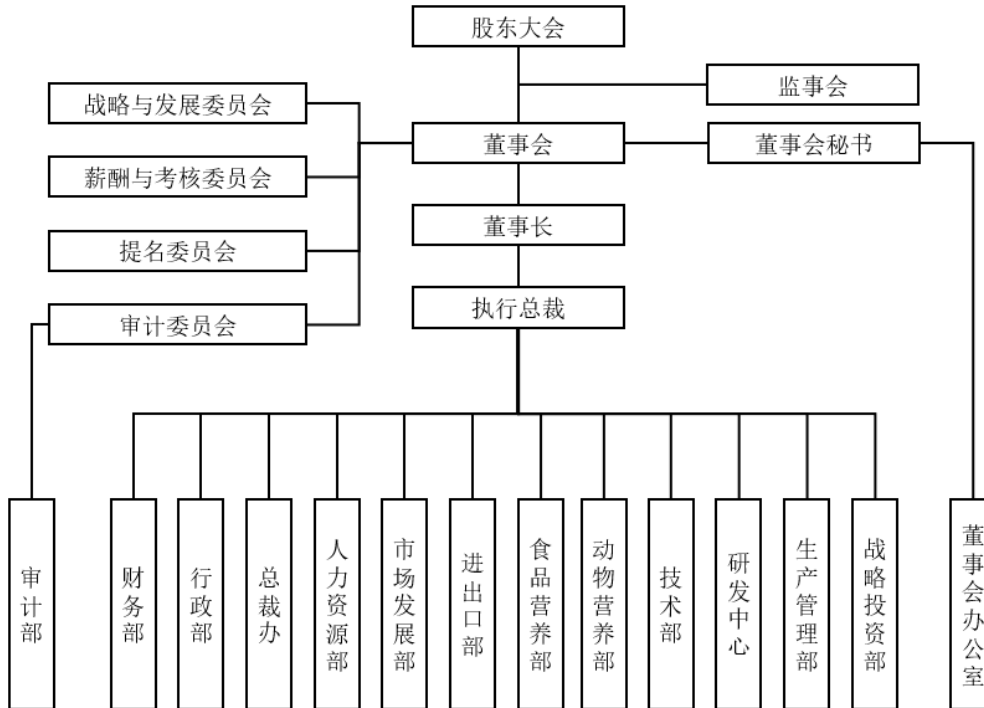 股东大会
监事会
战略与发展委员会
董事会
董事会秘书
薪酬与考核委员会
董事长
提名委员会
执行总裁
审计委员会
审计部
财务部
行政部
总裁办
人力资源部
市场发展部
进出口部
食品营养部
动物营养部
技术部
研发中心
生产管理部
战略投资部
董事会办公室